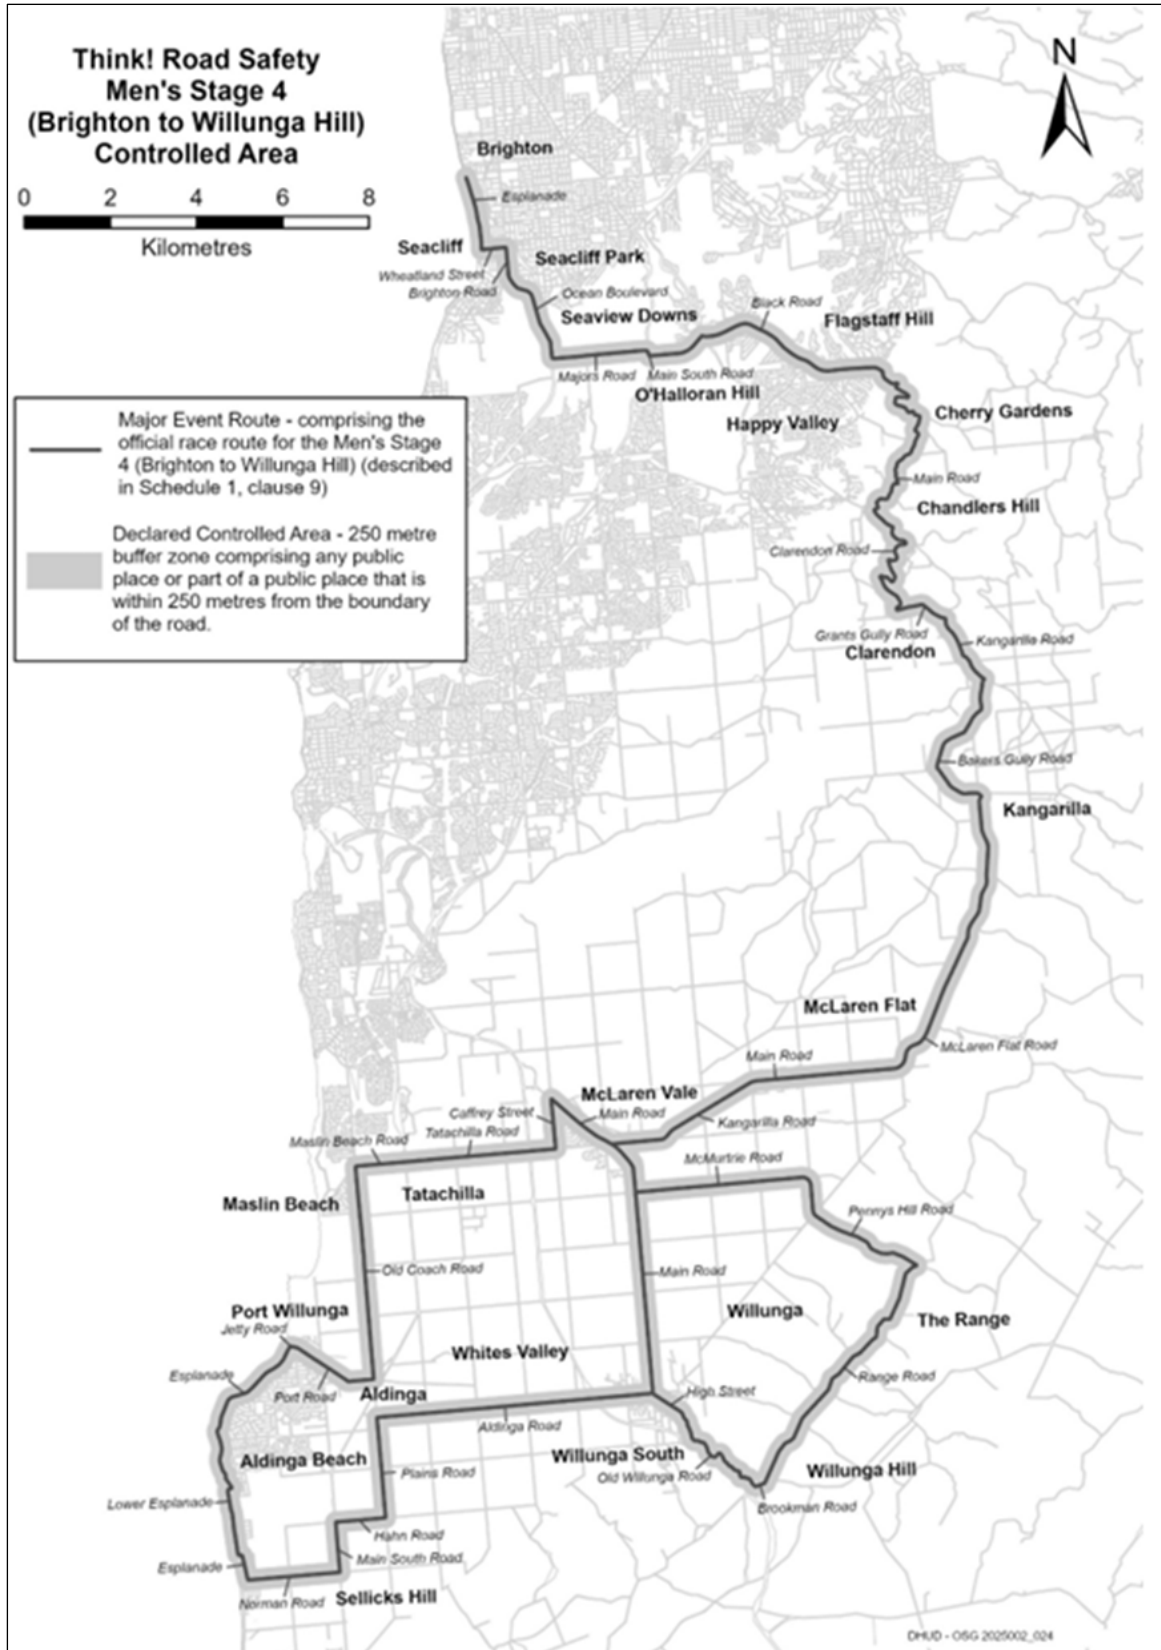 Think! Road Safety
Men's Stage 4
(Brighton to Willunga Hill)
Controlled Area
N
0 2 4 6 8
Kilometres
Brighton
Esplanade
Seacliff
Seacliff Park
Wheatland Street
Brighton Road
Ocean Boulevard
Black Road
Seaview Downs
Flagstaff Hill
Majors Road
Main South Road
O'Halloran Hill
Happy Valley
Cherry Gardens
Major Event Route - comprising the
official race route for the Men's Stage
4 (Brighton to Willunga Hill) (described
in Schedule 1, clause 9)
Declared Controlled Area - 250 metre
buffer zone comprising any public
place or part of a public place that is
within 250 metres from the boundary
of the road.
Main Road
Chandlers Hill
Clarendon Road
Grants Gully Road
Kangarilla Road
Clarendon
Bakers Gully Road
Kangarilla
McLaren Flat
McLaren Flat Road
Main Road
McLaren Vale
Caffrey Street
Main Road
Kangarilla Road
Tatachilla Road
Maslin Beach Road
McMurtrie Road
Tatachilla
Maslin Beach
Pennys Hill Road
Old Coach Road
Main Road
Port Willunga
Willunga
The Range
Jetty Road
Whites Valley
Esplanade
Port Road
Aldinga
High Street
Range Road
Aldinga Road
Aldinga Beach
Willunga South
Plains Road
Old Willunga Road
Willunga Hill
Lower Esplanade
Brookman Road
Hahn Road
Main South Road
Esplanade
Norman Road
Sellicks Hill
DHUD - OSG 2025002_024